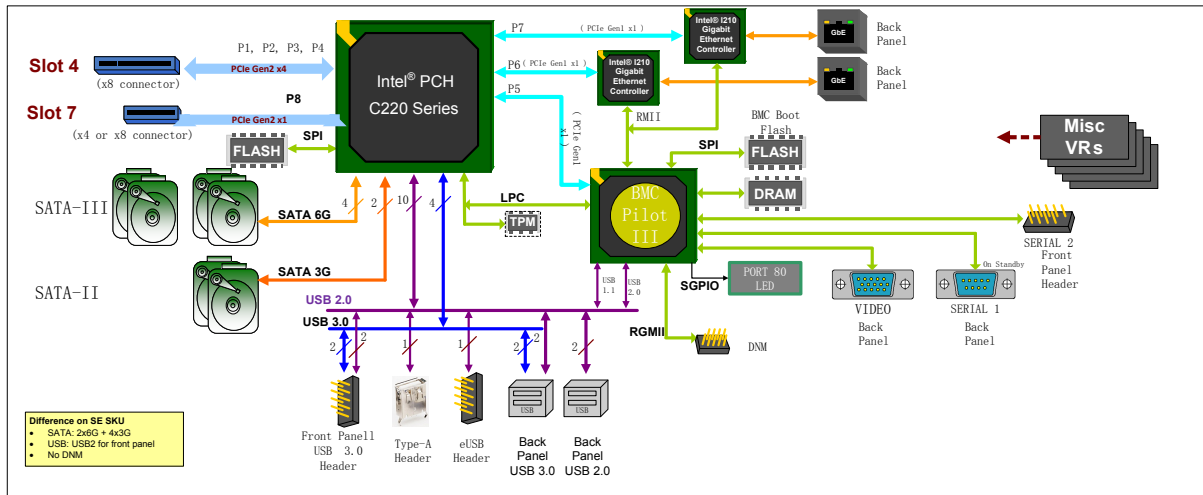 P1, P2, P3, P4
Slot 4
(x8 connector)
PCIe Gen2 x4
Slot 7
(x4 or x8 connector)
P8
PCIe Gen2 x1
SPI
FLASH
Intel® PCH
C220 Series
P7
( PCIe Gen1 x1 )
P6
( PCIe Gen1 x1 )
P5
( PCIe Gen1
x1 )
Intel® I210
Gigabit
Ethernet
Controller
Intel® I210
Gigabit
Ethernet
Controller
GbE
Back
Panel
GbE
Back
Panel
RMII
BMC Boot
Flash
SPI
FLASH
DRAM
BMC
Pilot
III
LPC
TPM
Misc
VRs
SATA-III
SATA 6G
4
2
10
4
SATA-II
SATA 3G
USB 2.0
USB 3.0
USB
1.1
USB
2.0
SGPIO
PORT 80
LED
RGMII
DNM
VIDEO
Back
Panel
On Standby
SERIAL 1
Back
Panel
SERIAL 2
Front
Panel
Header
2
2
1
1
2
2
2
Front Panell
USB 3.0
Header
Type-A
Header
eUSB
Header
USB
Back
Panel
USB 3.0
USB
Back
Panel
USB 2.0
Difference on SE SKU
• SATA: 2x6G + 4x3G
• USB: USB2 for front panel
• No DNM